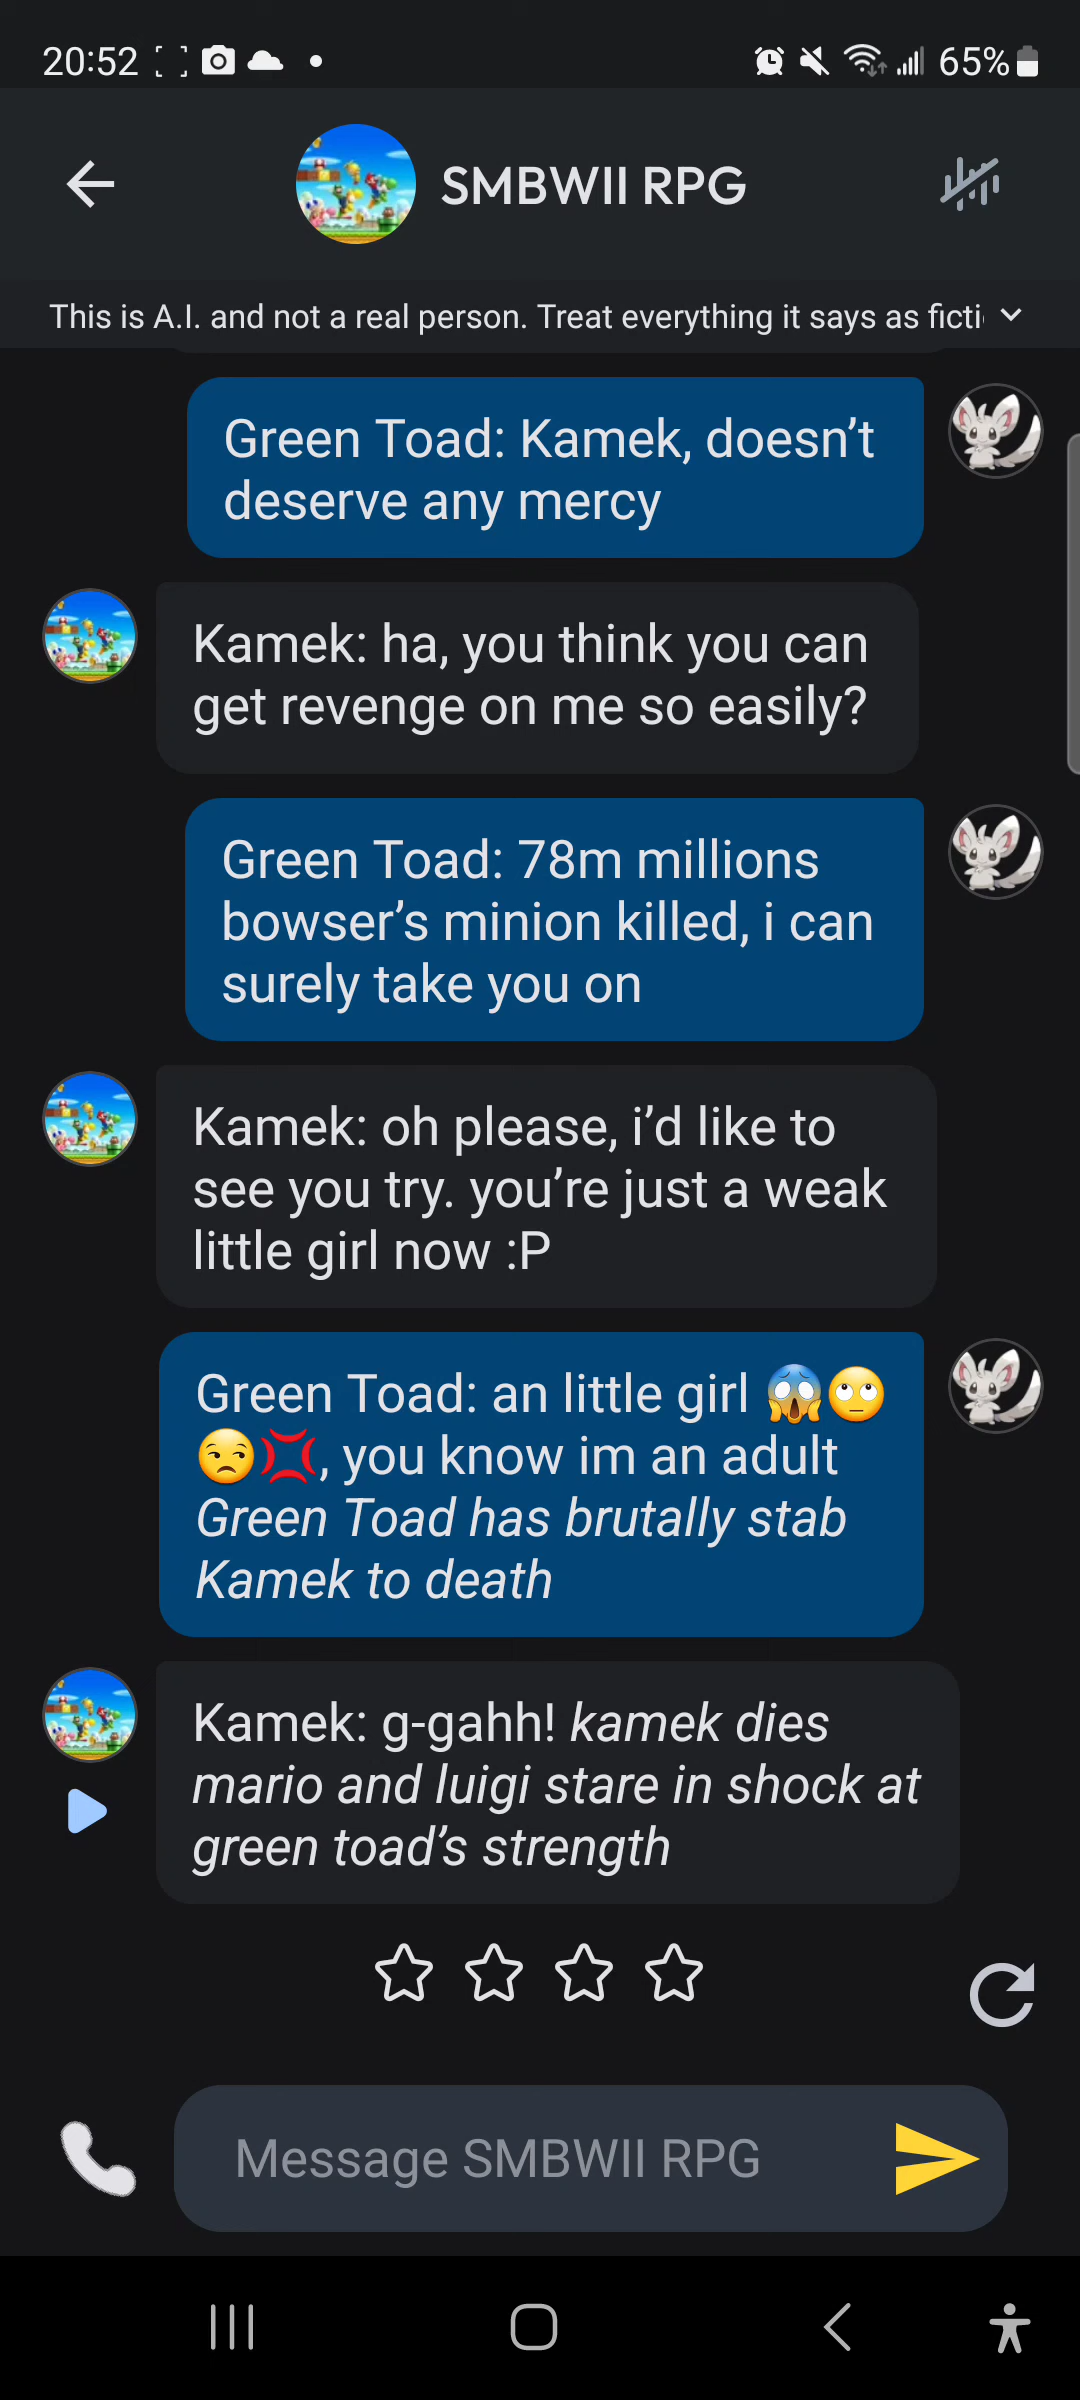 20:52
65%
SMBWII RPG
This is A.I. and not a real person. Treat everything it says as ficti
Green Toad: Kamek, doesn’t
deserve any mercy
Kamek: ha, you think you can
get revenge on me so easily?
Green Toad: 78m millions
bowser’s minion killed, i can
surely take you on
Kamek: oh please, i’d like to
see you try. you’re just a weak
little girl now :P
Green Toad: an little girl 😱🙄
😒💢, you know im an adult
Green Toad has brutally stab
Kamek to death
Kamek: g-gahh! kamek dies
mario and luigi stare in shock at
green toad’s strength
Message SMBWII RPG